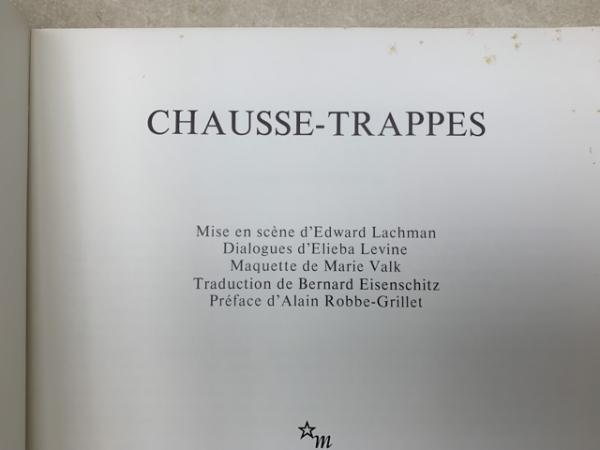 CHAUSSE-TRAPPES
Mise en scène d'Edward Lachman
Dialogues d'Elieba Levine
Maquette de Marie Valk
Traduction de Bernard Eisenschitz
Préface d'Alain Robbe-Grillet
m